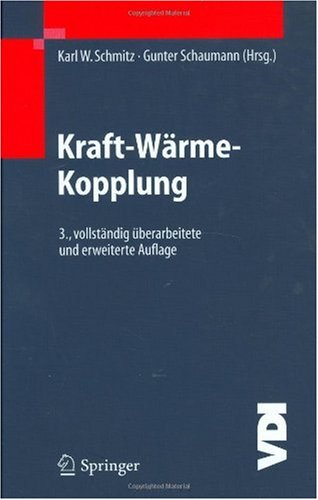 Karl W. Schmitz · Gunter Schaumann (Hrsg.)
Kraft-Wärme-
Kopplung
3., vollständig überarbeitete
und erweiterte Auflage
VDI
Springer